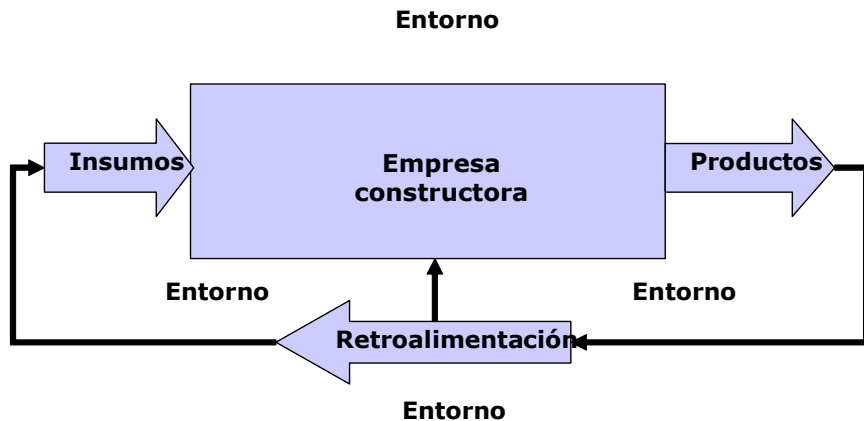 Entorno
Insumos
Empresa
constructora
Productos
Entorno
Entorno
Retroalimentación
Entorno